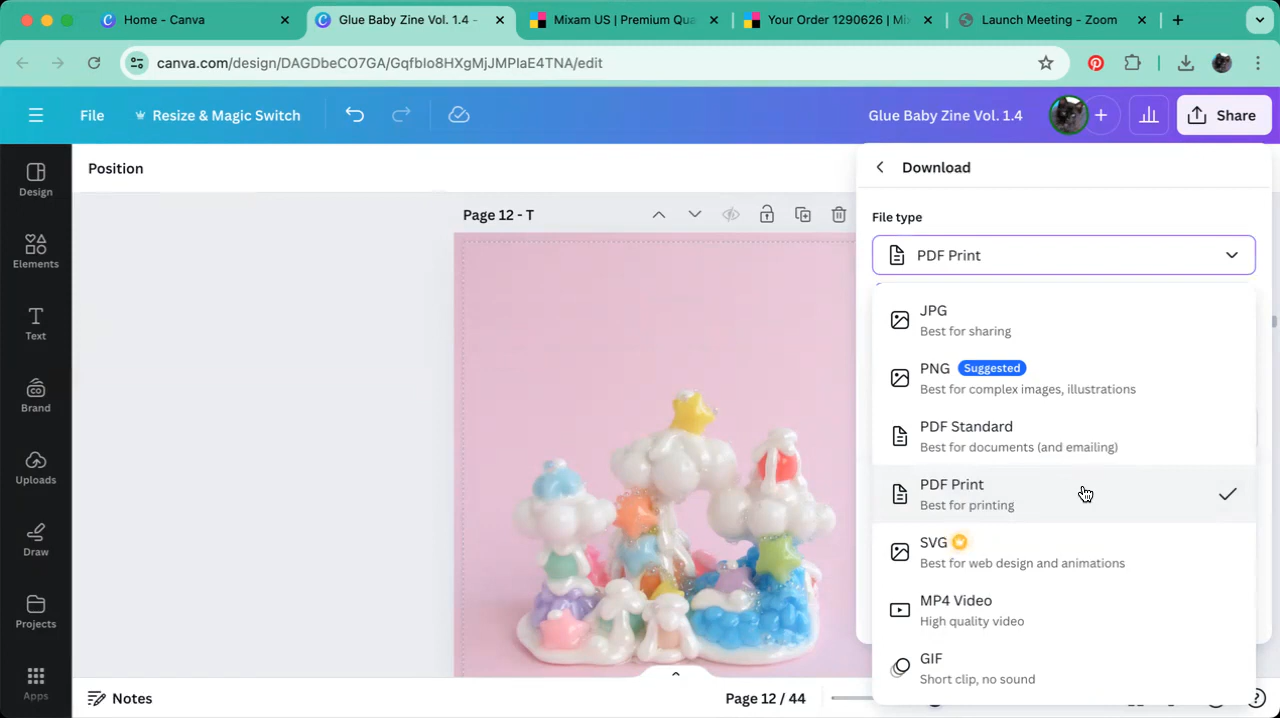 Home - Canva
Glue Baby Zine Vol. 1.4 -
Mixam US | Premium Qua
Your Order 1290626 | Mi
Launch Meeting - Zoom
canva.com/design/DAGDbeCO7GA/Gqfblo8HXgMjJMPlaE4TNA/edit
File
Resize & Magic Switch
Glue Baby Zine Vol. 1.4
Share
Design
Elements
Text
Brand
Uploads
Draw
Projects
Apps
Position
Page 12 - T
Download
File type
PDF Print
JPG
Best for sharing
PNG Suggested
Best for complex images, illustrations
PDF Standard
Best for documents (and emailing)
PDF Print
Best for printing
SVG
Best for web design and animations
MP4 Video
High quality video
GIF
Short clip, no sound
Notes
Page 12 / 44